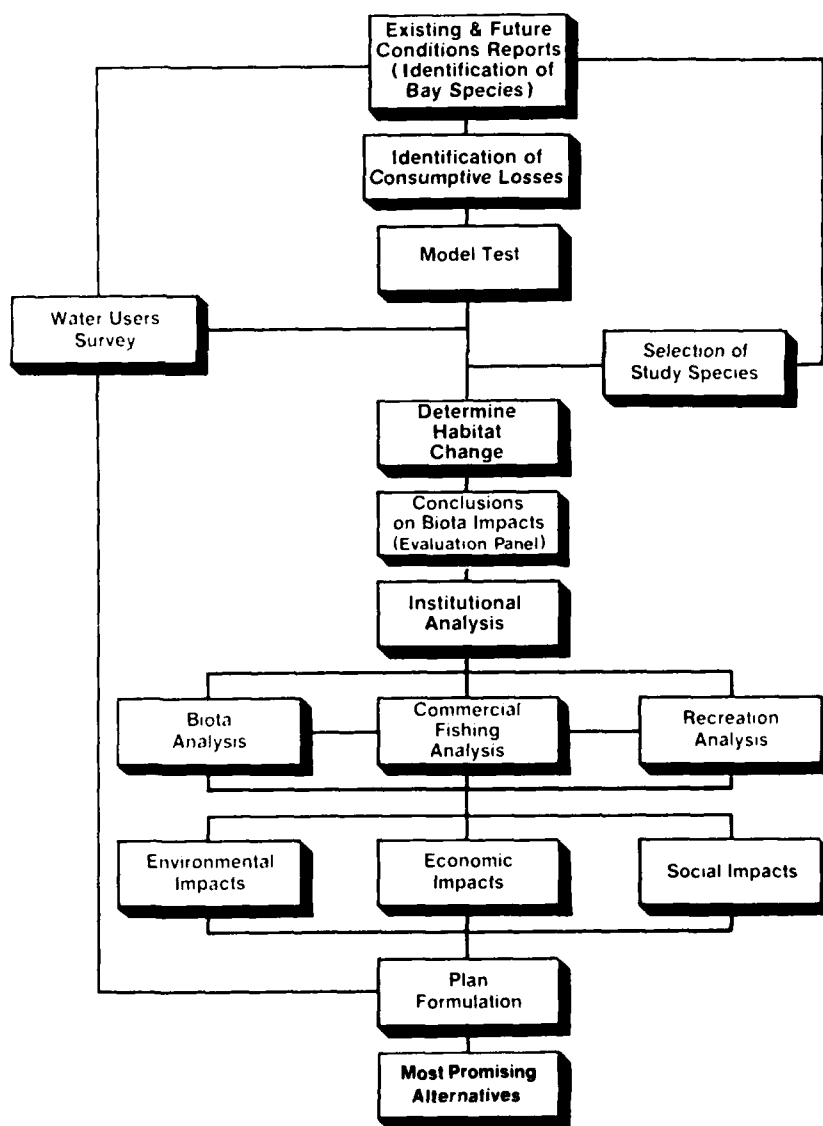 Existing & Future
Conditions Reports
(Identification of
Bay Species)
Identification of
Consumptive Losses
Model Test
Water Users
Survey
Selection of
Study Species
Determine
Habitat
Change
Conclusions
on Biota Impacts
(Evaluation Panel)
Institutional
Analysis
Biota
Analysis
Commercial
Fishing
Analysis
Recreation
Analysis
Environmental
Impacts
Economic
Impacts
Social Impacts
Plan
Formulation
Most Promising
Alternatives